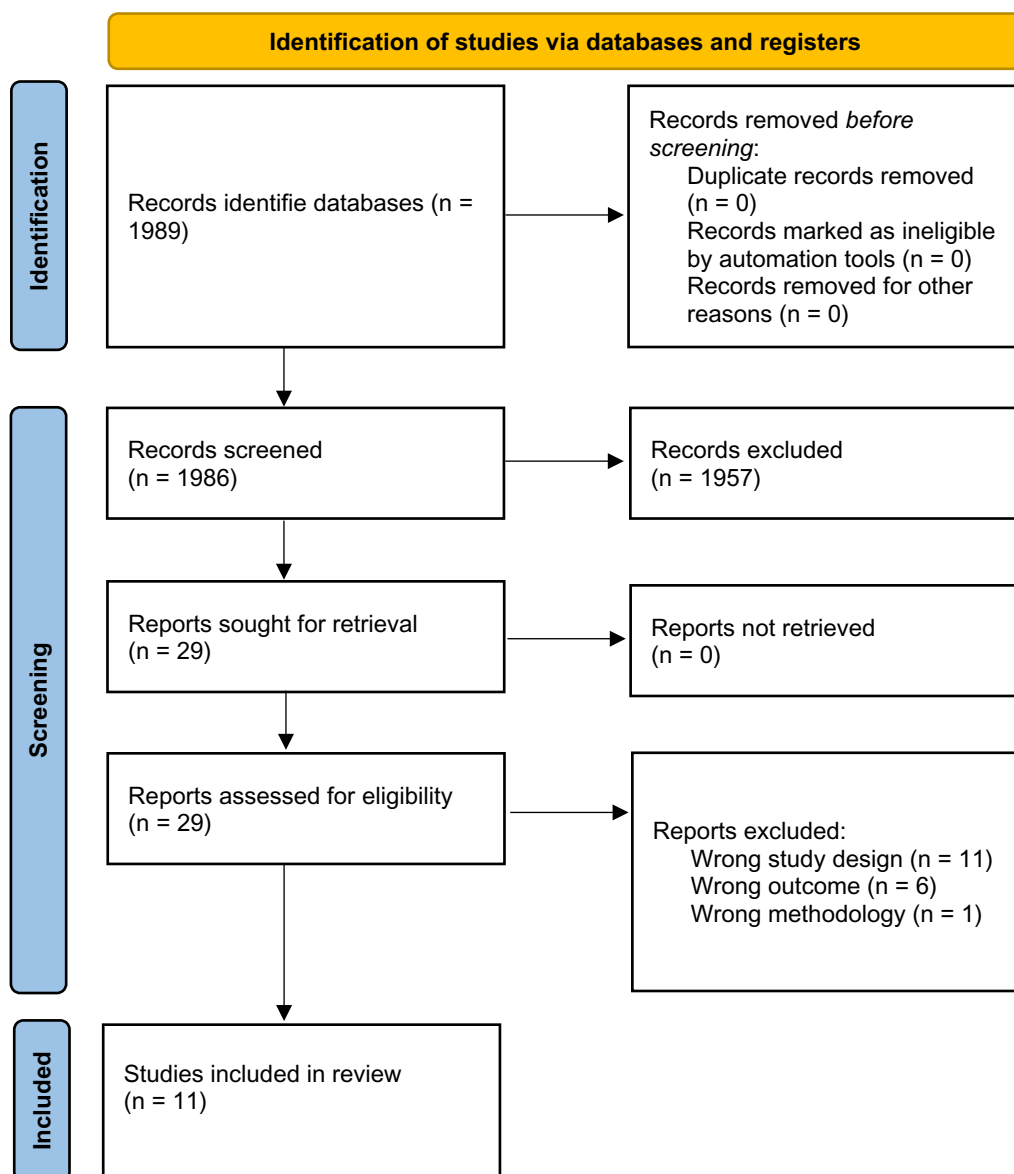 Identification of studies via databases and registers
Identification
Records identifie databases (n =
1989)
Records removed before
screening:
Duplicate records removed
(n = 0)
Records marked as ineligible
by automation tools (n = 0)
Records removed for other
reasons (n = 0)
Screening
Records screened
(n = 1986)
Records excluded
(n = 1957)
Reports sought for retrieval
(n = 29)
Reports not retrieved
(n = 0)
Reports assessed for eligibility
(n = 29)
Reports excluded:
Wrong study design (n = 11)
Wrong outcome (n = 6)
Wrong methodology (n = 1)
Included
Studies included in review
(n = 11)